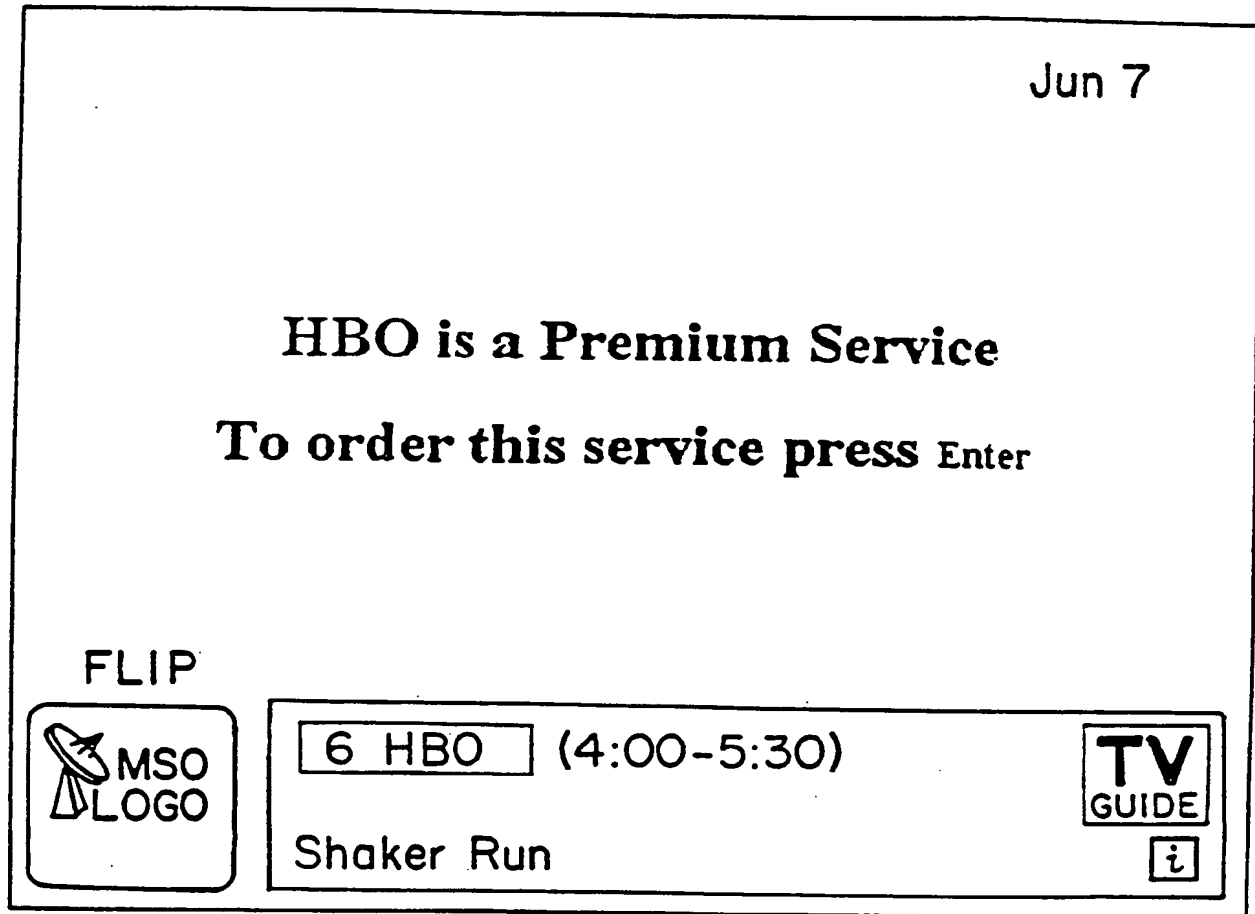 Jun 7
HBO is a Premium Service
To order this service press Enter
FLIP
MSO
LOGO
6 HBO (4:00-5:30)
TV
GUIDE
Shaker Run
i